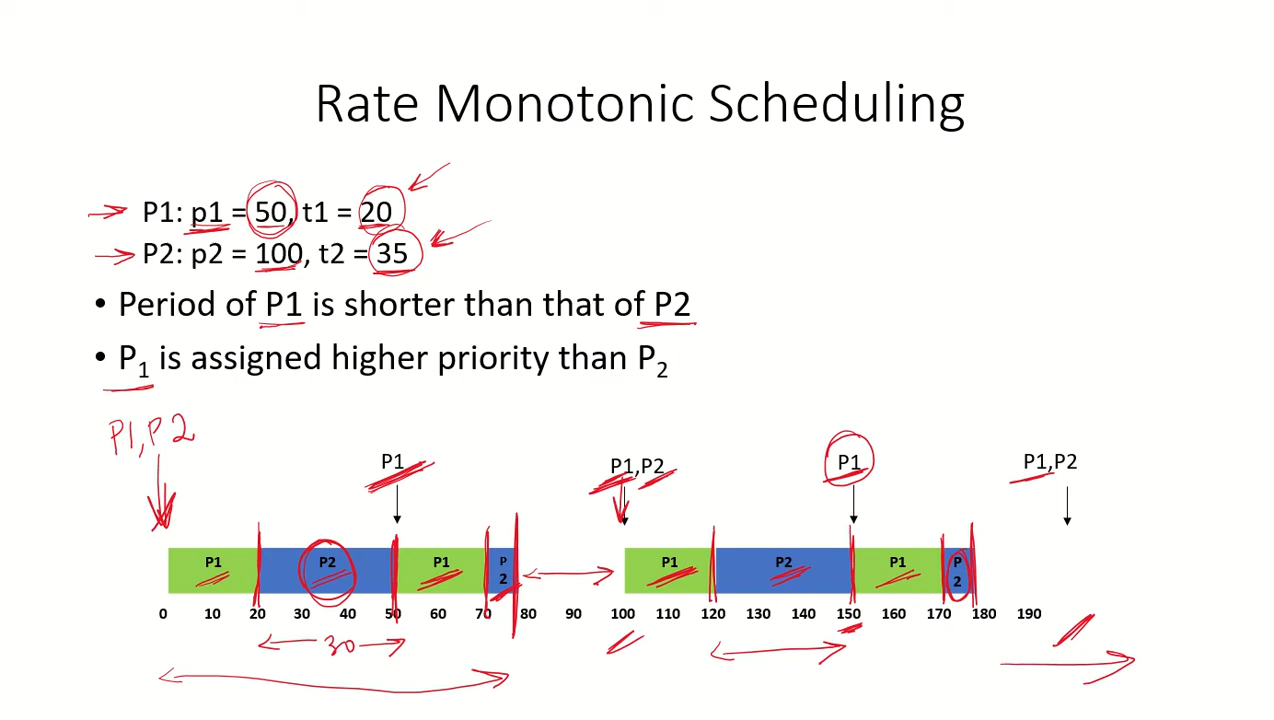 Rate Monotonic Scheduling
P1: p1 = 50, t1 = 20
P2: p2 = 100, t2 = 35
• Period of P1 is shorter than that of P2
• P1 is assigned higher priority than P2
P1,P2
P1 P1,P2 P1 P1,P2
P1 P2 P1 P2 P1 P2 P1 P2
0 10 20 30 40 50 60 70 80 90 100 110 120 130 140 150 160 170 180 190
30